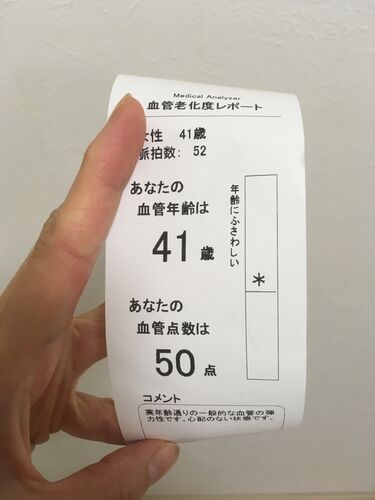 Medical Analyzer
血管老化度レポート
女性 41歳
脈拍数: 52
あなたの
血管年齢は
41 歳
年齢にふさわしい
*
あなたの
血管点数は
50 点
コメント
実年齢通りの一般的な血管の弾
力性です。心配のない状態です。